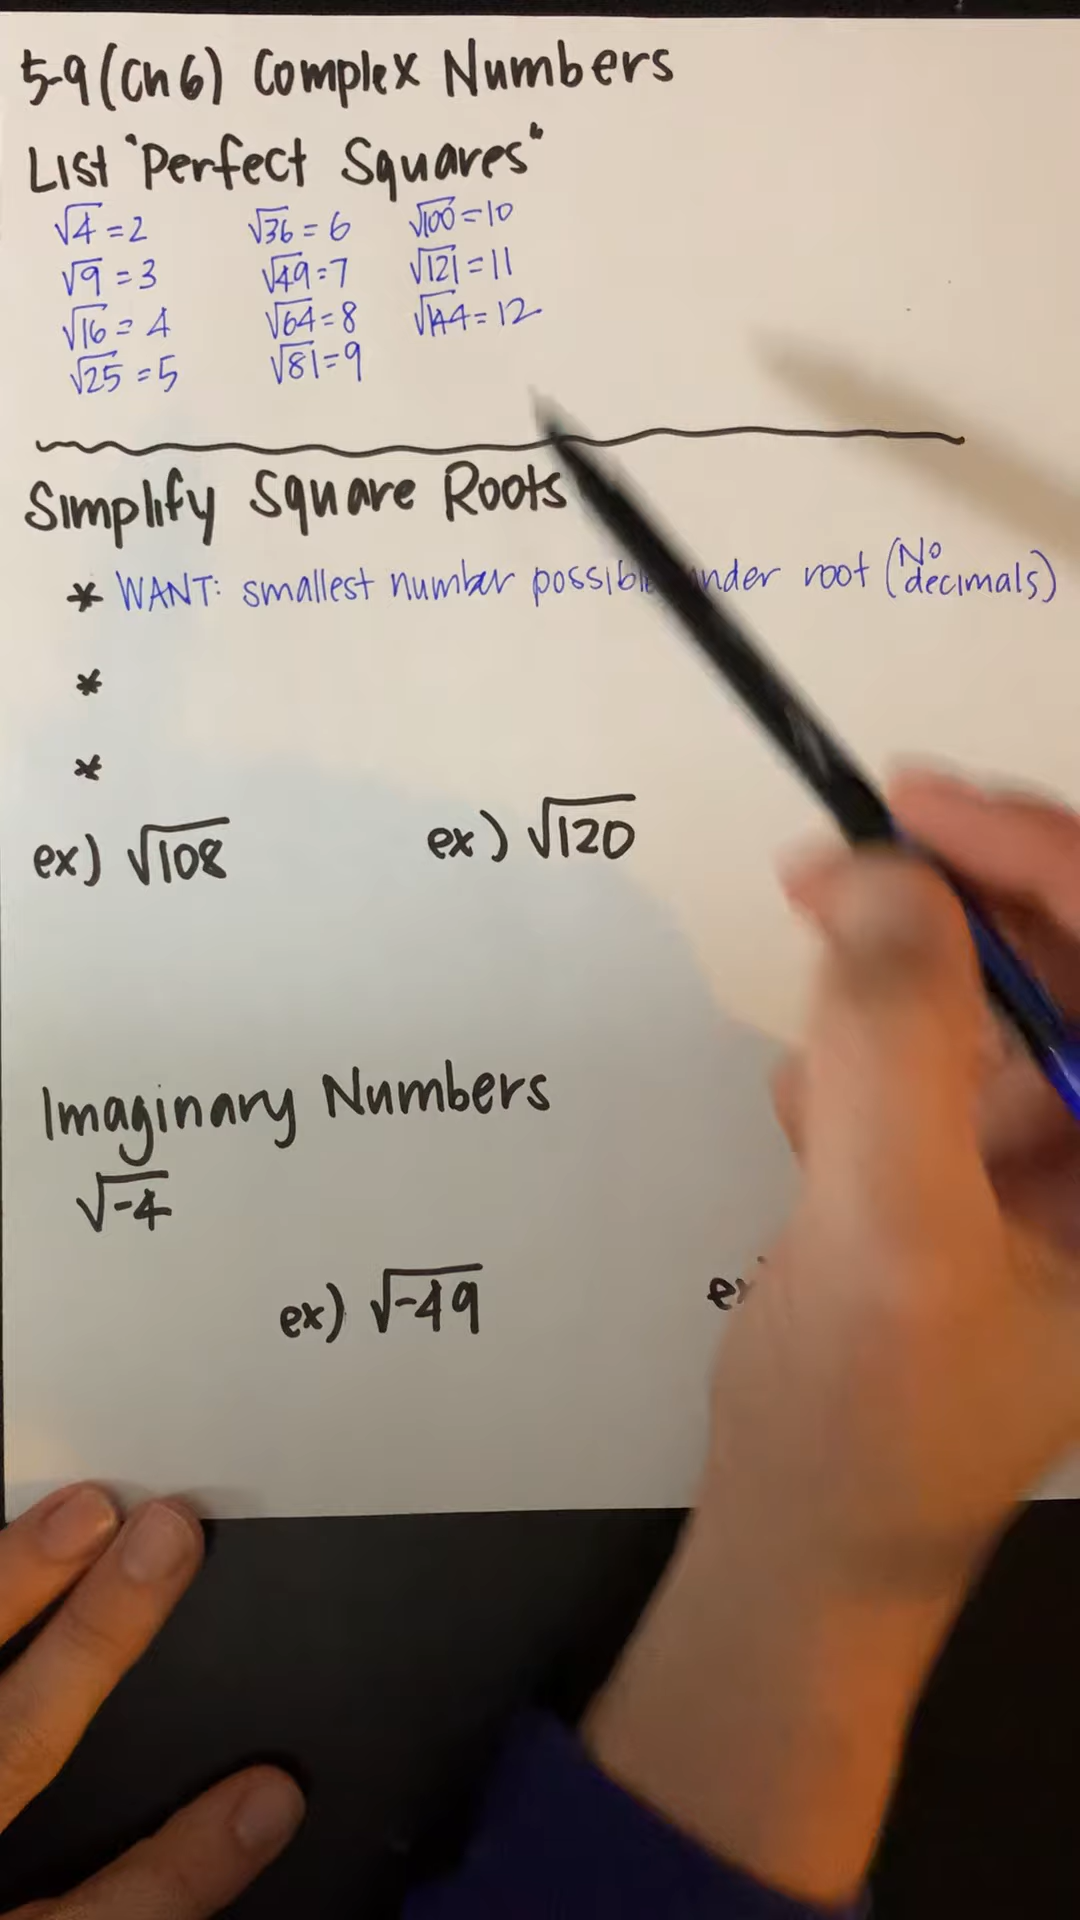 5-9 (Ch 6) Complex Numbers
List "Perfect Squares"
√4 = 2 √36 = 6 √100 = 10
√9 = 3 √49 = 7 √121 = 11
√16 = 4 √64 = 8 √144 = 12
√25 = 5 √81 = 9
Simplify Square Roots
* WANT: smallest number possible under root (No decimals)
*
*
ex) √108 ex) √120
Imaginary Numbers
√-4
ex) √-49